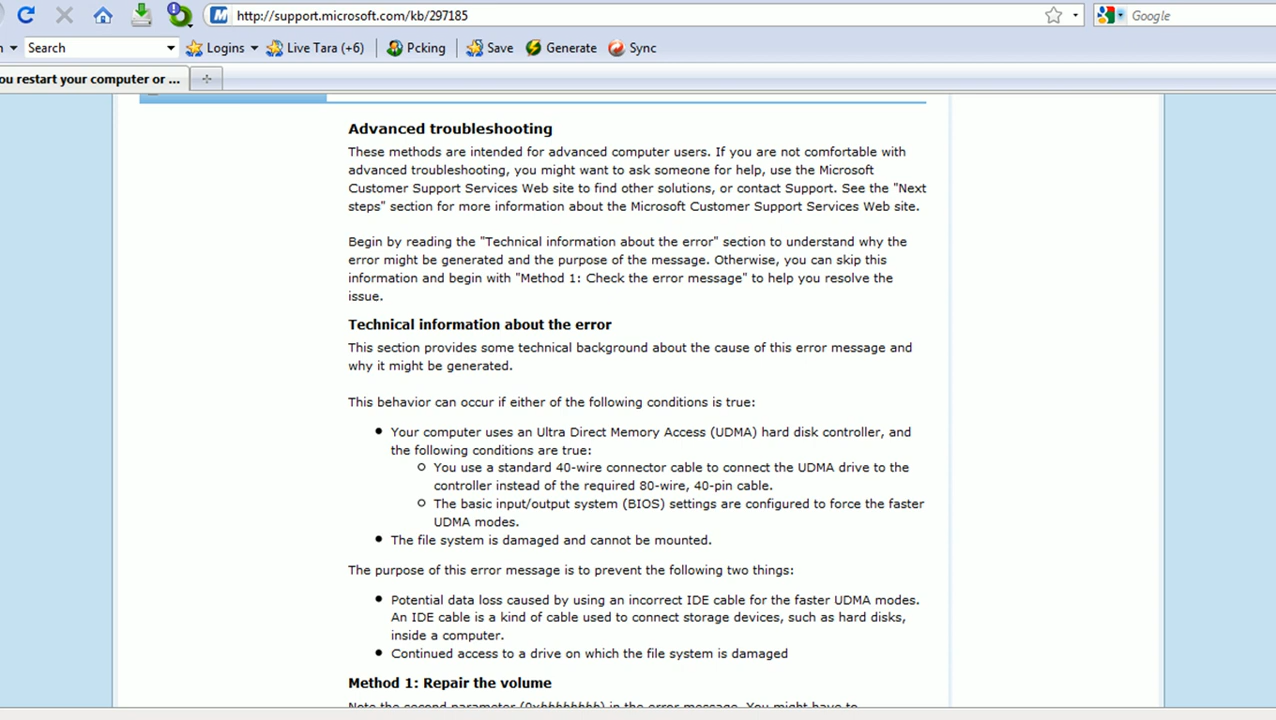 http://support.microsoft.com/kb/297185
Google
Search
Logins
Live Tara (+6)
Pcking
Save
Generate
Sync
ou restart your computer or ...
Advanced troubleshooting
These methods are intended for advanced computer users. If you are not comfortable with
advanced troubleshooting, you might want to ask someone for help, use the Microsoft
Customer Support Services Web site to find other solutions, or contact Support. See the "Next
steps" section for more information about the Microsoft Customer Support Services Web site.
Begin by reading the "Technical information about the error" section to understand why the
error might be generated and the purpose of the message. Otherwise, you can skip this
information and begin with "Method 1: Check the error message" to help you resolve the
issue.
Technical information about the error
This section provides some technical background about the cause of this error message and
why it might be generated.
This behavior can occur if either of the following conditions is true:
Your computer uses an Ultra Direct Memory Access (UDMA) hard disk controller, and
the following conditions are true:
You use a standard 40-wire connector cable to connect the UDMA drive to the
controller instead of the required 80-wire, 40-pin cable.
The basic input/output system (BIOS) settings are configured to force the faster
UDMA modes.
The file system is damaged and cannot be mounted.
The purpose of this error message is to prevent the following two things:
Potential data loss caused by using an incorrect IDE cable for the faster UDMA modes.
An IDE cable is a kind of cable used to connect storage devices, such as hard disks,
inside a computer.
Continued access to a drive on which the file system is damaged
Method 1: Repair the volume
Note the second parameter (0xbbbbbbbb) in the error message. You might have to